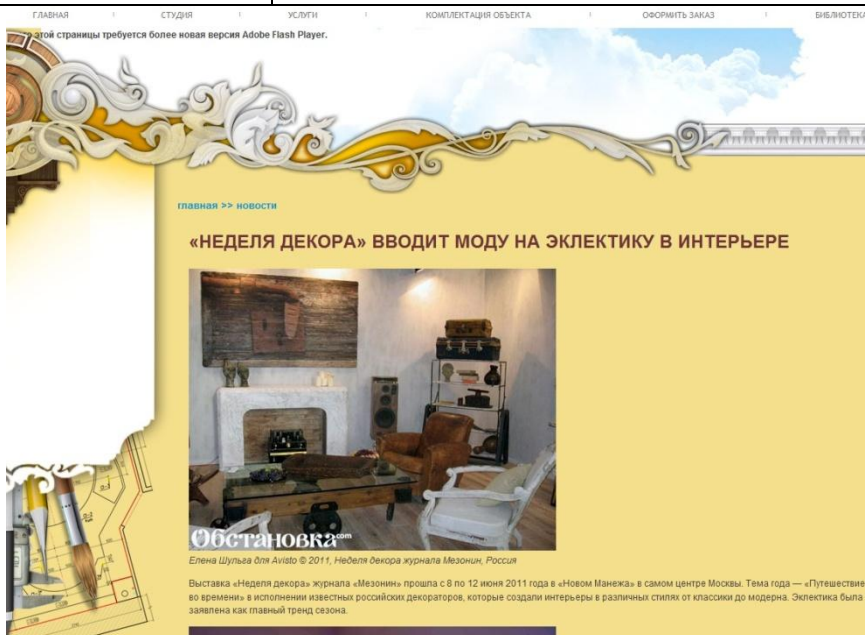 ГЛАВНАЯ СТУДИЯ УСЛУГИ КОМПЛЕКТАЦИЯ ОБЪЕКТА ОФОРМИТЬ ЗАКАЗ БИБЛИОТЕКА
этой страницы требуется более новая версия Adobe Flash Player.
главная >> новости
«НЕДЕЛЯ ДЕКОРА» ВВОДИТ МОДУ НА ЭКЛЕКТИКУ В ИНТЕРЬЕРЕ
Обстановка.com
Елена Шульга для Avisto © 2011, Неделя декора журнала Мезонин, Россия
Выставка «Неделя декора» журнала «Мезонин» прошла с 8 по 12 июня 2011 года в «Новом Манежа» в самом центре Москвы. Тема года — «Путешествие
во времени» в исполнении известных российских декораторов, которые создали интерьеры в различных стилях от классики до модерна. Эклектика была
заявлена как главный тренд сезона.